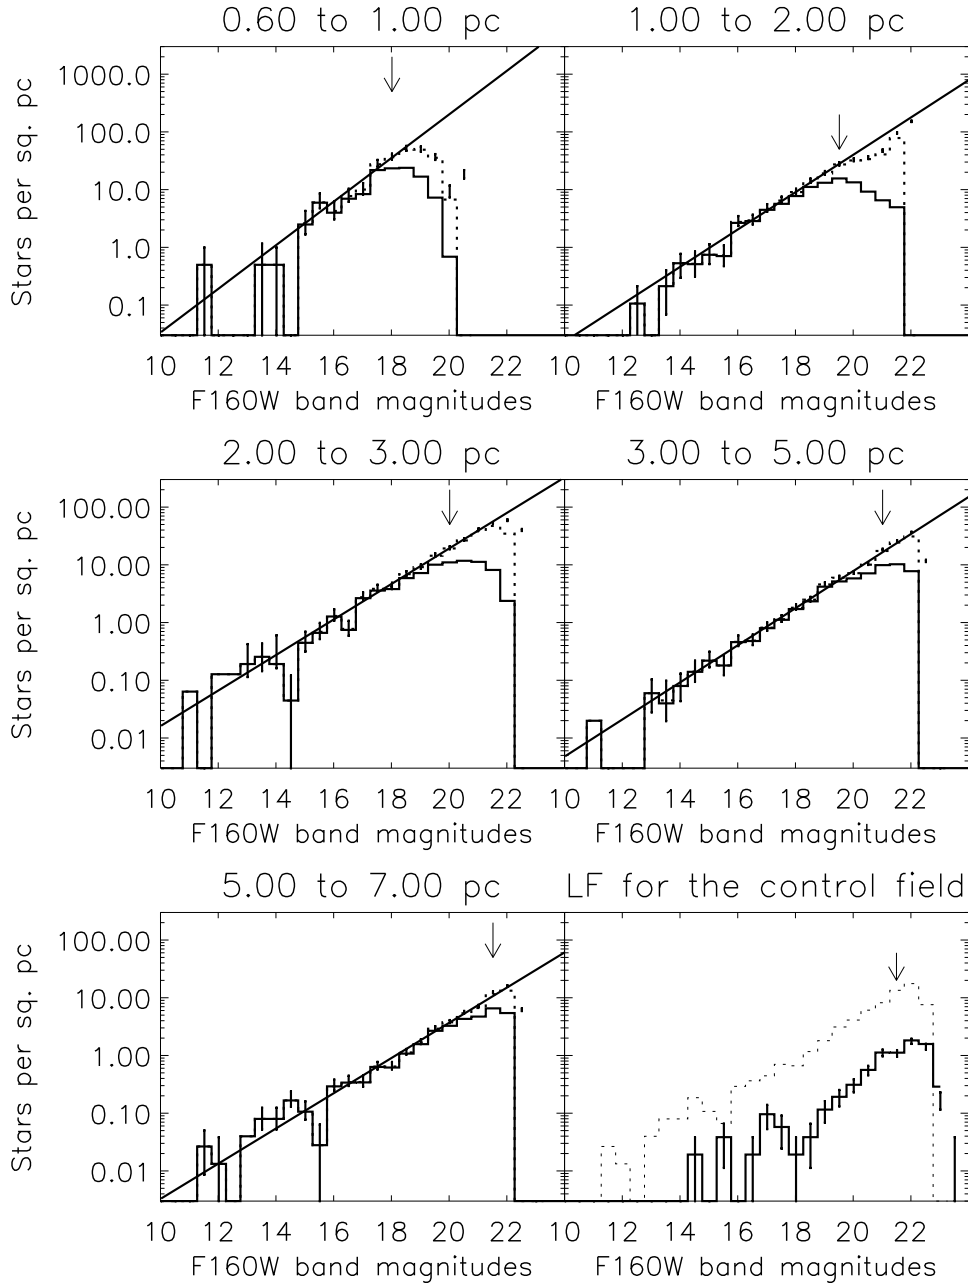 0.60 to 1.00 pc
1.00 to 2.00 pc
Stars per sq. pc
1000.0
100.0
10.0
1.0
0.1
10 12 14 16 18 20 22
10 12 14 16 18 20 22
F160W band magnitudes
F160W band magnitudes
2.00 to 3.00 pc
3.00 to 5.00 pc
Stars per sq. pc
100.00
10.00
1.00
0.10
0.01
10 12 14 16 18 20 22
10 12 14 16 18 20 22
F160W band magnitudes
F160W band magnitudes
5.00 to 7.00 pc
LF for the control field
Stars per sq. pc
100.00
10.00
1.00
0.10
0.01
10 12 14 16 18 20 22
10 12 14 16 18 20 22
F160W band magnitudes
F160W band magnitudes